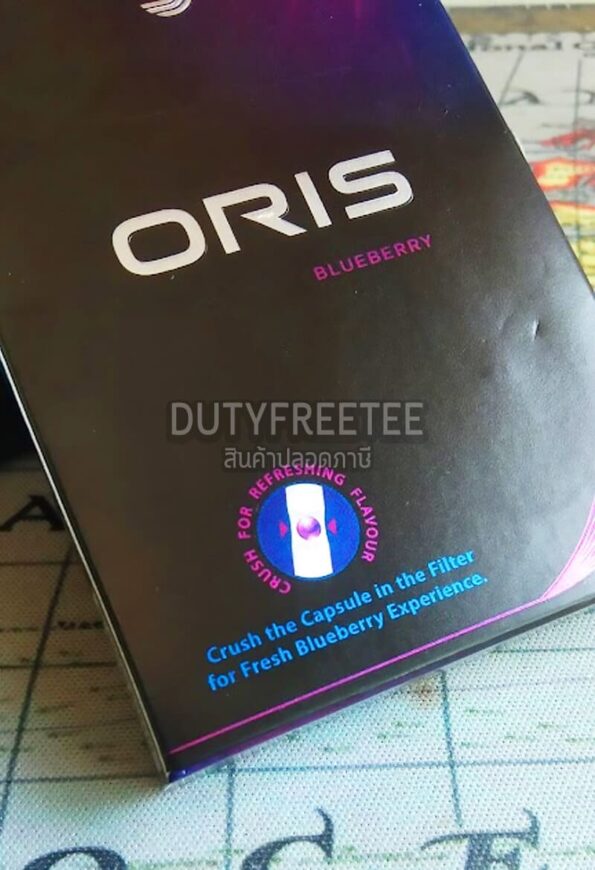 ORIS
BLUEBERRY
DUTYFREETEE
สินค้าปลอดภาษี
CRUSH FOR REFRESHING FLAVOUR
Crush the Capsule in the Filter
for Fresh Blueberry Experience.